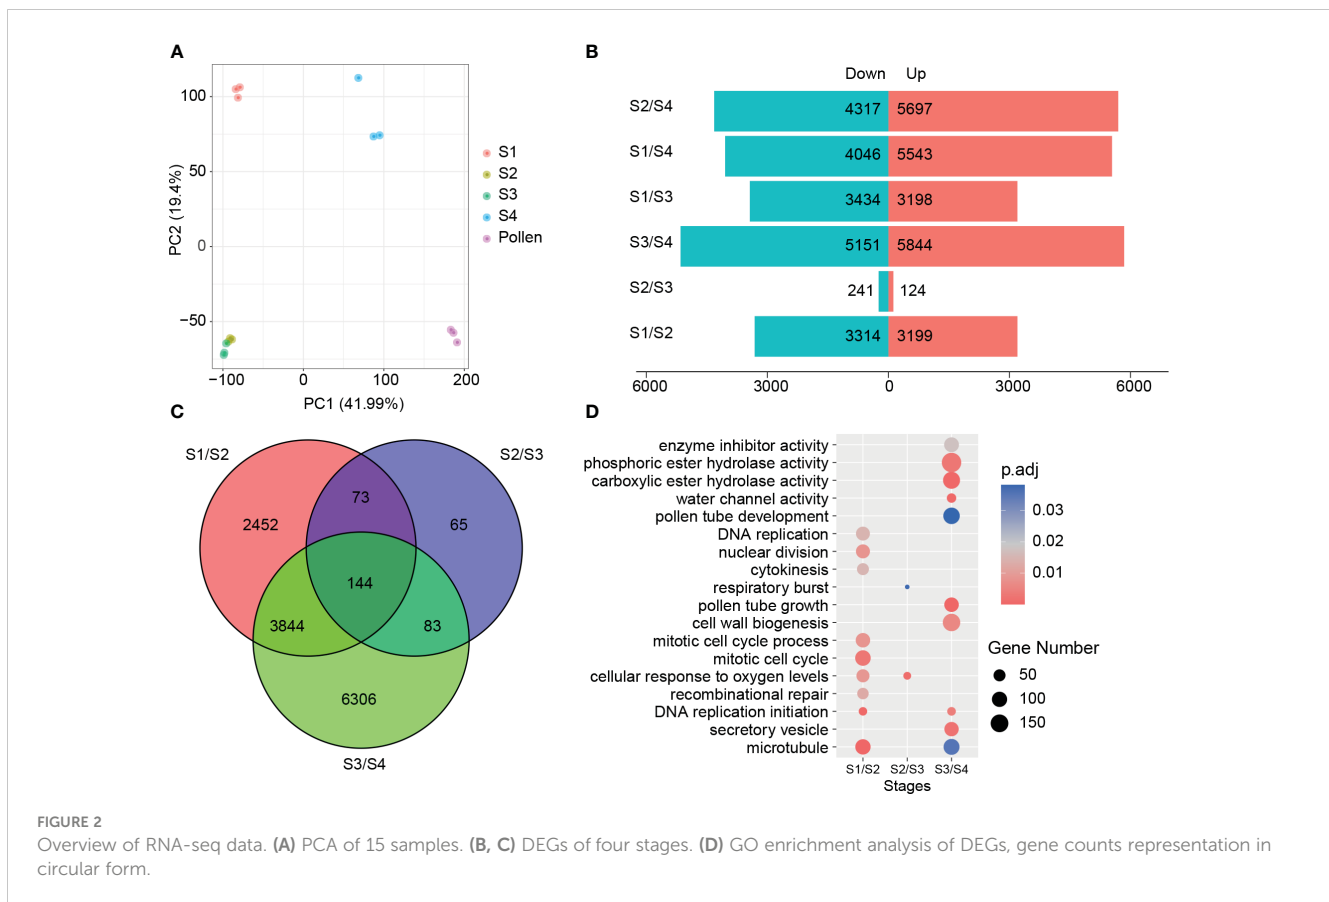 A
100
50
0
−50
−100
0
100
200
PC2 (19.4%)
PC1 (41.99%)
S1
S2
S3
S4
Pollen
B
Down Up
S2/S4 4317 5697
S1/S4 4046 5543
S1/S3 3434 3198
S3/S4 5151 5844
S2/S3 241 124
S1/S2 3314 3199
6000 3000 0 3000 6000
C
S1/S2 S2/S3
73
2452 65
144
3844 83
6306
S3/S4
D
enzyme inhibitor activity
phosphoric ester hydrolase activity
carboxylic ester hydrolase activity
water channel activity
pollen tube development
DNA replication
nuclear division
cytokinesis
respiratory burst
pollen tube growth
cell wall biogenesis
mitotic cell cycle process
mitotic cell cycle
cellular response to oxygen levels
recombinational repair
DNA replication initiation
secretory vesicle
microtubule
S1/S2 S2/S3 S3/S4
Stages
p.adj
0.03
0.02
0.01
Gene Number
50
100
150
FIGURE 2
Overview of RNA-seq data. (A) PCA of 15 samples. (B, C) DEGs of four stages. (D) GO enrichment analysis of DEGs, gene counts representation in
circular form.